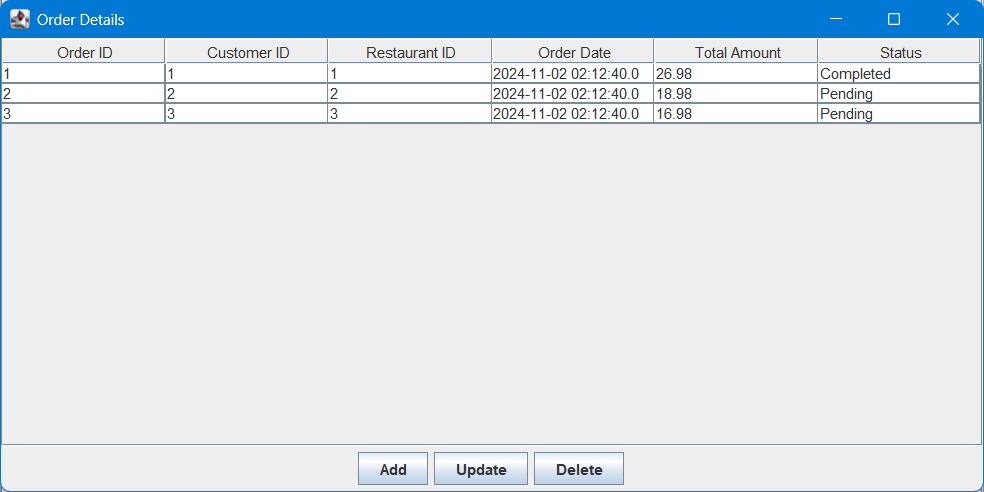 Order Details
Order ID Customer ID Restaurant ID Order Date Total Amount Status
1 1 1 2024-11-02 02:12:40.0 26.98 Completed
2 2 2 2024-11-02 02:12:40.0 18.98 Pending
3 3 3 2024-11-02 02:12:40.0 16.98 Pending
Add Update Delete